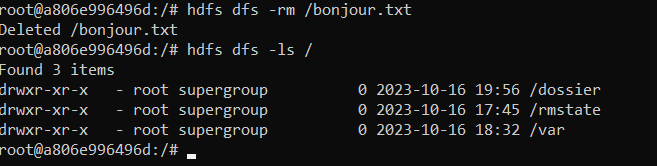 root@a806e996496d:/# hdfs dfs -rm /bonjour.txt
Deleted /bonjour.txt
root@a806e996496d:/# hdfs dfs -ls /
Found 3 items
drwxr-xr-x   - root supergroup          0 2023-10-16 19:56 /dossier
drwxr-xr-x   - root supergroup          0 2023-10-16 17:45 /rmstate
drwxr-xr-x   - root supergroup          0 2023-10-16 18:32 /var
root@a806e996496d:/#